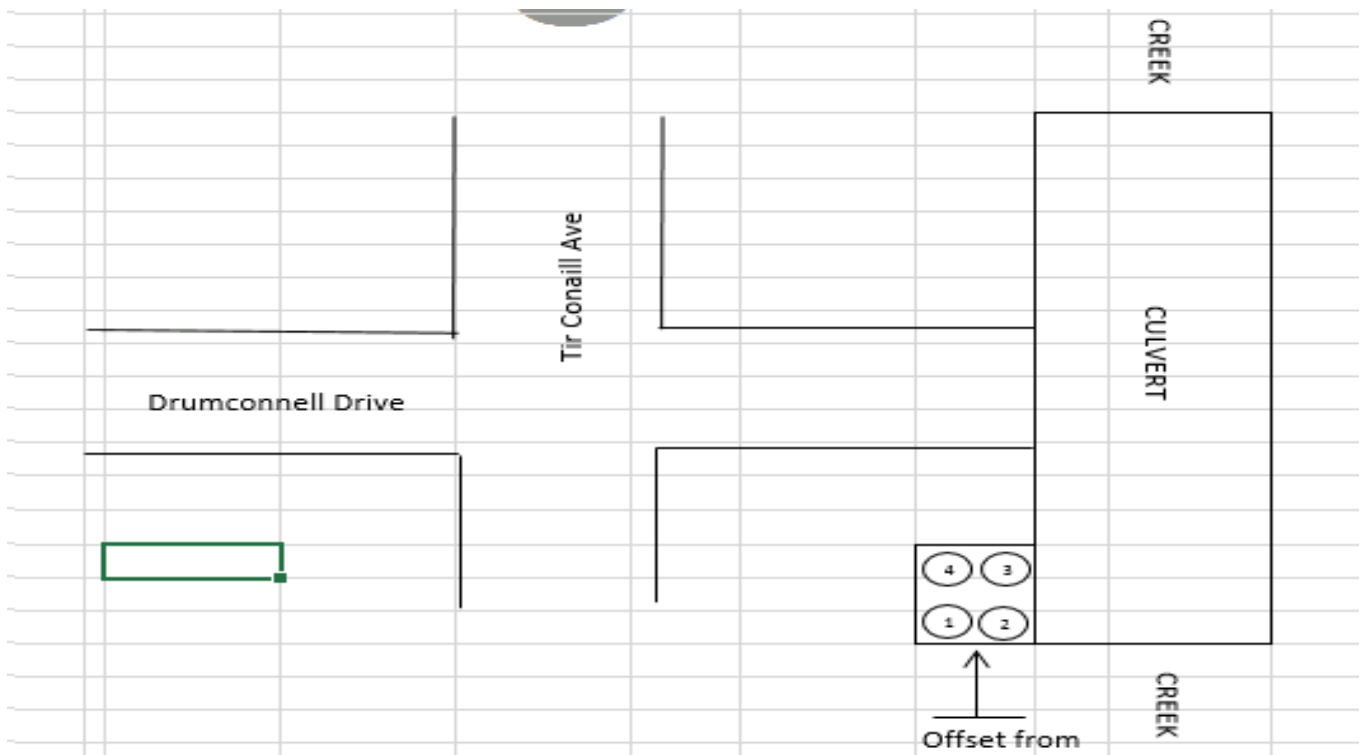 CREEK
Tir Conaill Ave
CULVERT
Drumconnell Drive
4 3
1 2
CREEK
Offset from